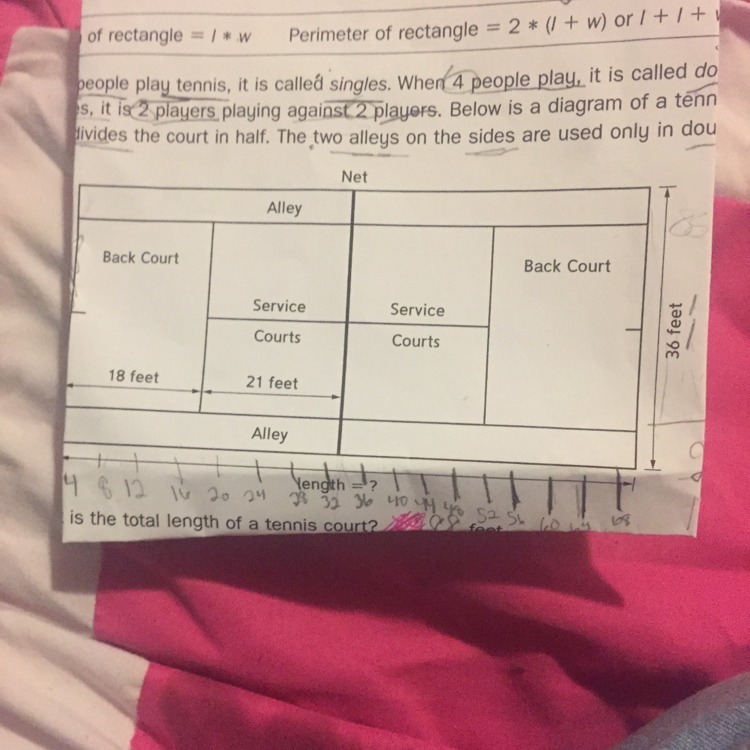 of rectangle = l * w Perimeter of rectangle = 2 * (l + w) or l + l +
people play tennis, it is called singles. When 4 people play, it is called do
s, it is 2 players playing against 2 players. Below is a diagram of a tenn
divides the court in half. The two alleys on the sides are used only in dou
Net
Alley
Back Court
Back Court
Service
Service
Courts
Courts
36 feet
18 feet
21 feet
Alley
length = ?
4 8 12 16 20 24 28 32 36 40 44 48 52 56 60 64 68
is the total length of a tennis court? 68 feet